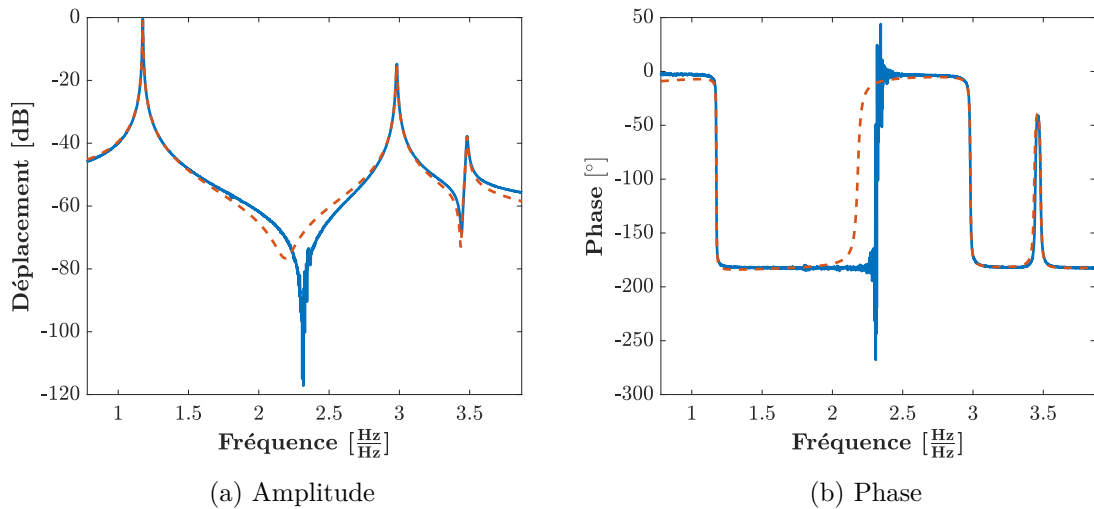 0
-20
-40
-60
-80
-100
-120
Déplacement [dB]
1 1.5 2 2.5 3 3.5
Fréquence [Hz/Hz]
(a) Amplitude
50
0
-50
-100
-150
-200
-250
-300
Phase [°]
1 1.5 2 2.5 3 3.5
Fréquence [Hz/Hz]
(b) Phase